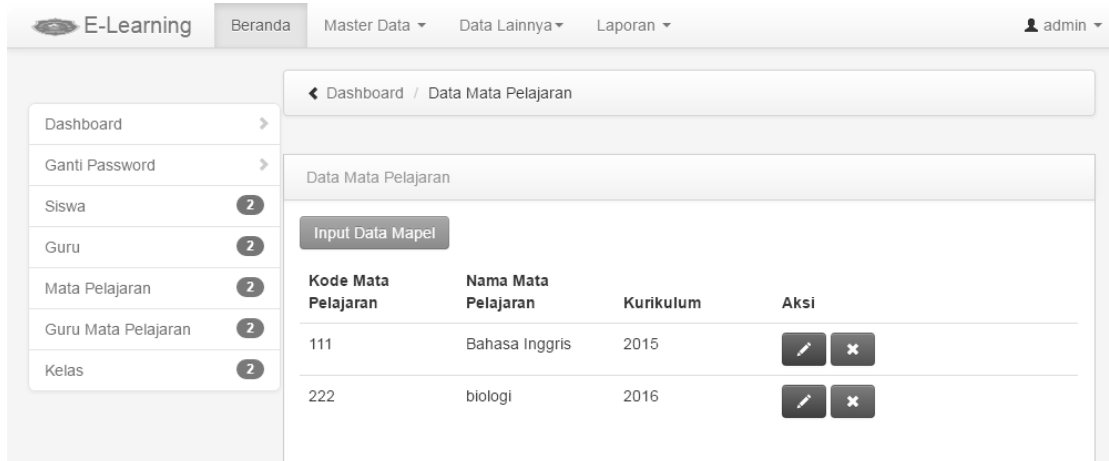 E-Learning Beranda Master Data Data Lainnya Laporan admin
Dashboard / Data Mata Pelajaran
Dashboard
Ganti Password
Siswa 2
Guru 2
Mata Pelajaran 2
Guru Mata Pelajaran 2
Kelas 2
Data Mata Pelajaran
Input Data Mapel
Kode Mata Pelajaran Nama Mata Pelajaran Kurikulum Aksi
111 Bahasa Inggris 2015
222 biologi 2016